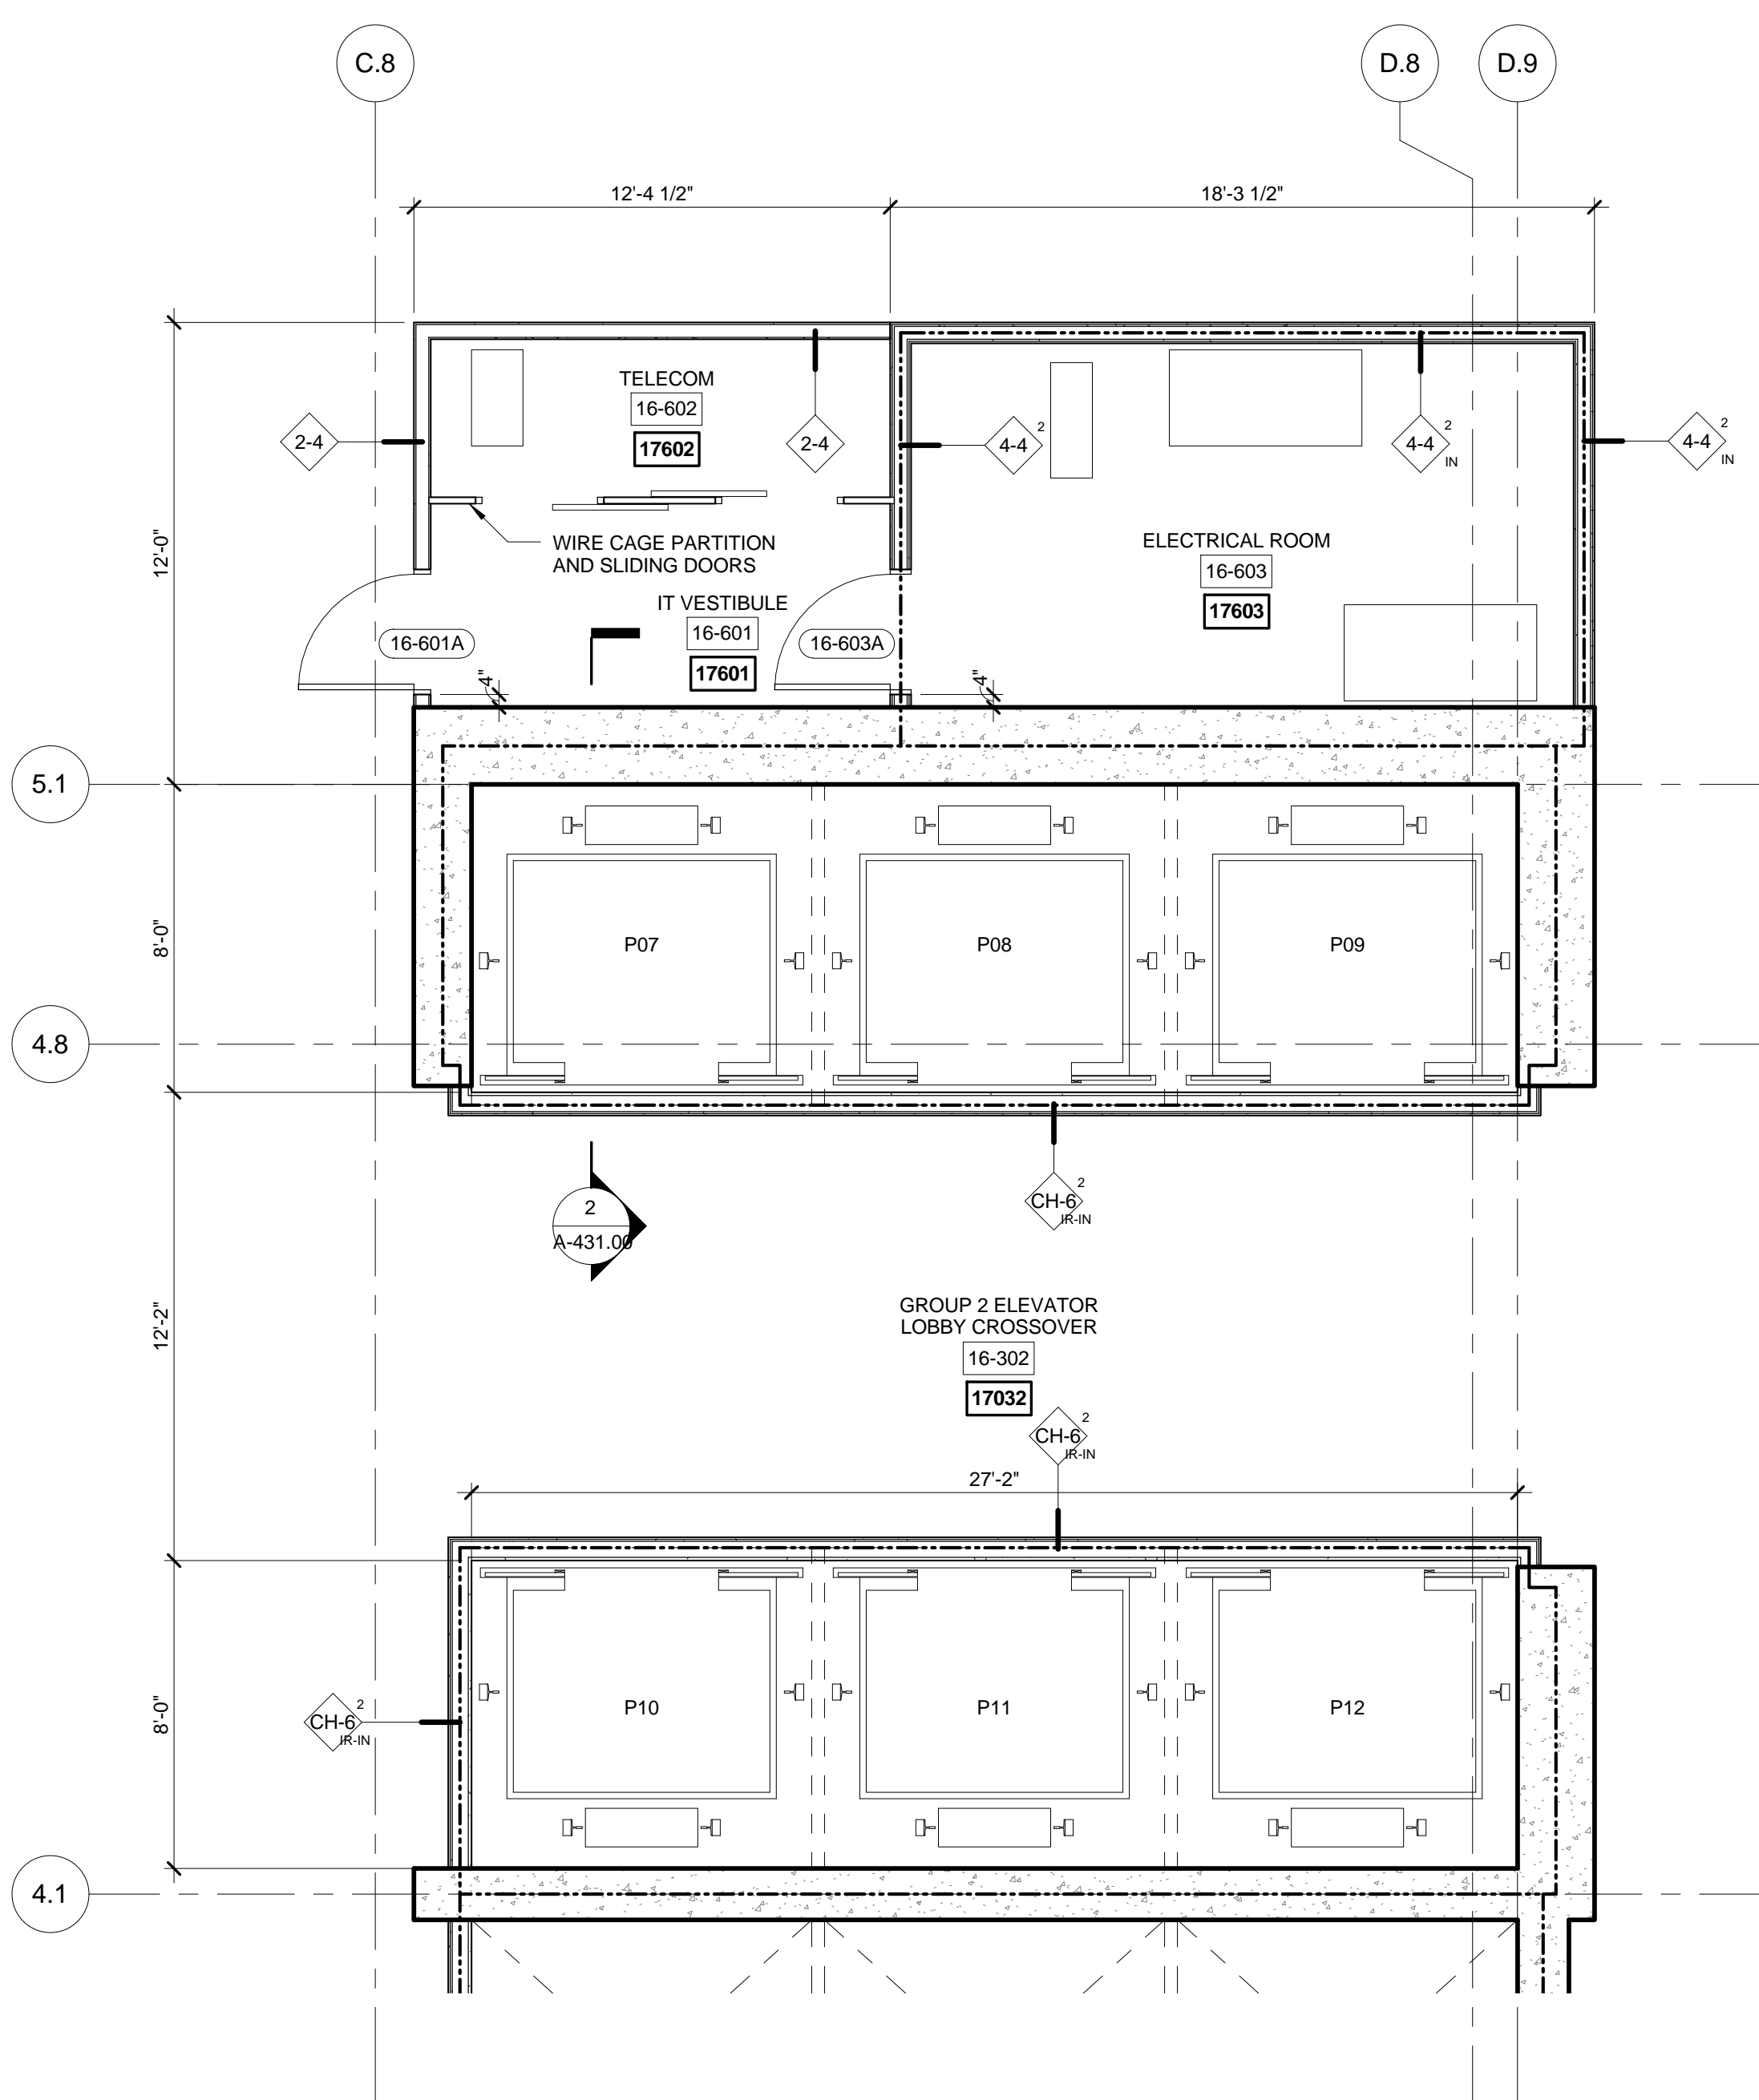 C.8
D.8
D.9
12'-4 1/2"
18'-3 1/2"
TELECOM
16-602
17602
2-4
2-4
4-4
2
4-4
2
IN
4-4
2
IN
WIRE CAGE PARTITION
AND SLIDING DOORS
ELECTRICAL ROOM
16-603
17603
12'-0"
IT VESTIBULE
16-601
17601
16-601A
16-603A
4"
4"
5.1
8'-0"
P07
P08
P09
4.8
CH-6
2
IR-IN
2
A-431.00
12'-2"
GROUP 2 ELEVATOR
LOBBY CROSSOVER
16-302
17032
CH-6
2
IR-IN
27'-2"
8'-0"
CH-6
2
IR-IN
P10
P11
P12
4.1